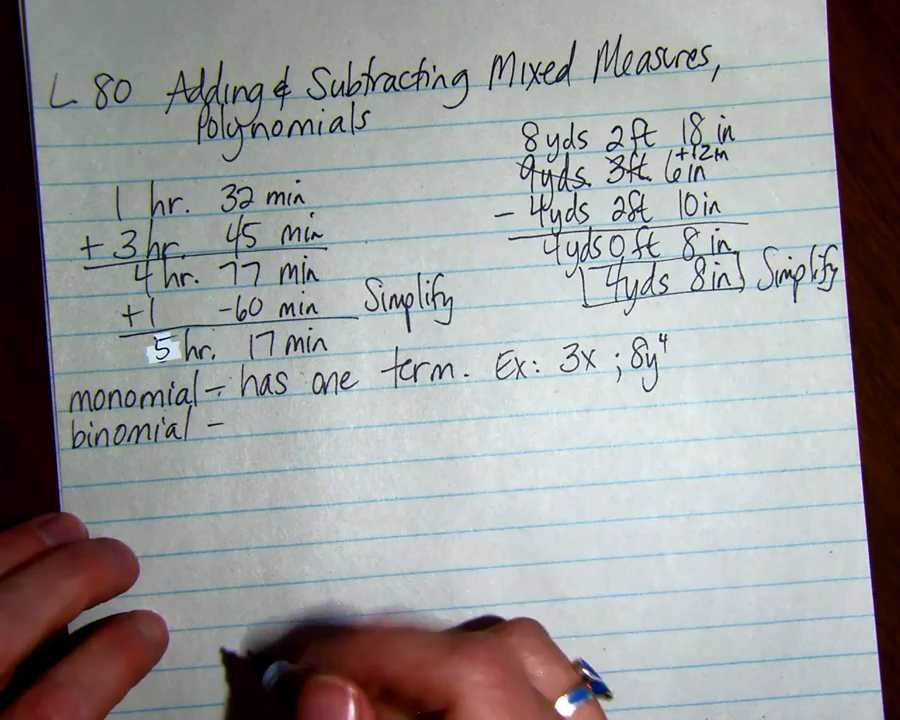 L 80 Adding & Subtracting Mixed Measures,
Polynomials
1 hr. 32 min
+ 3 hr. 45 min
4 hr. 77 min
+1 -60 min Simplify
5 hr. 17 min
8 yds 2 ft 18 in
+12 in
9 yds 3 ft 6 in
- 4 yds 2 ft 10 in
4 yds 0 ft 8 in
4 yds 8 in Simplify
monomial - has one term. Ex: 3x ; 8y⁴
binomial -